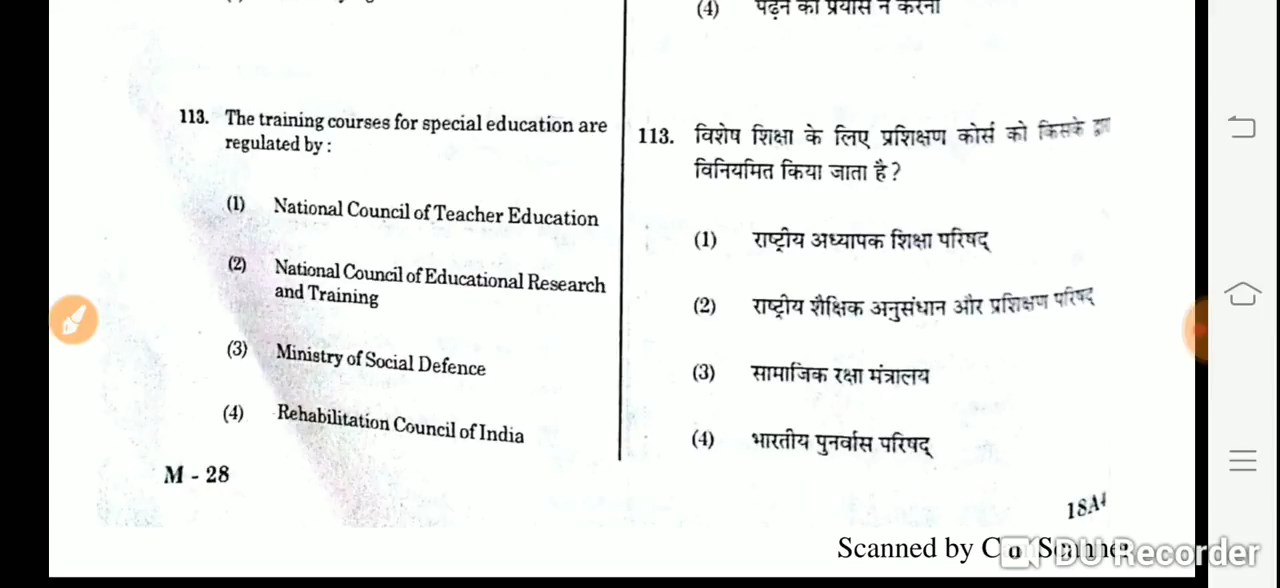 113. The training courses for special education are
regulated by :
(1) National Council of Teacher Education
(2) National Council of Educational Research
and Training
(3) Ministry of Social Defence
(4) Rehabilitation Council of India
M - 28
(4) पढ़ने का प्रयास न करना
113. विशेष शिक्षा के लिए प्रशिक्षण कोर्स को किसके द्वारा
विनियमित किया जाता है ?
(1) राष्ट्रीय अध्यापक शिक्षा परिषद्
(2) राष्ट्रीय शैक्षिक अनुसंधान और प्रशिक्षण परिषद्
(3) सामाजिक रक्षा मंत्रालय
(4) भारतीय पुनर्वास परिषद्
Scanned by
DU Recorder